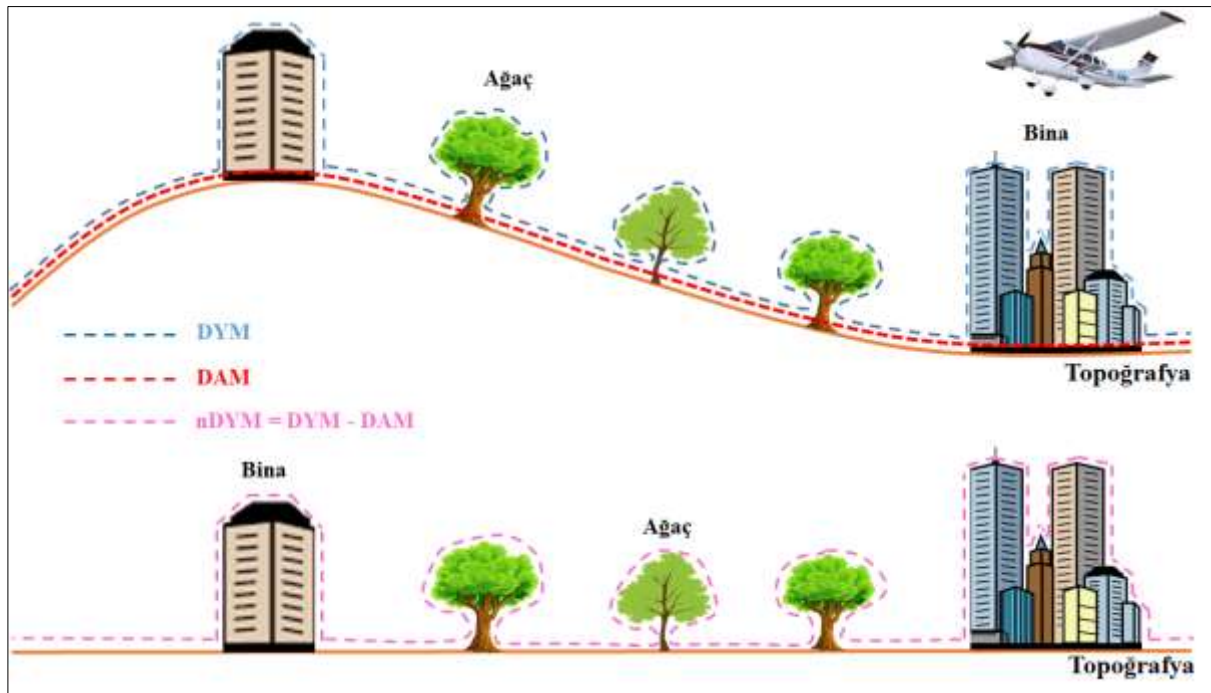 Ağaç
Bina
DYM
DAM
Topoğrafya
nDYM = DYM - DAM
Bina
Ağaç
Topoğrafya